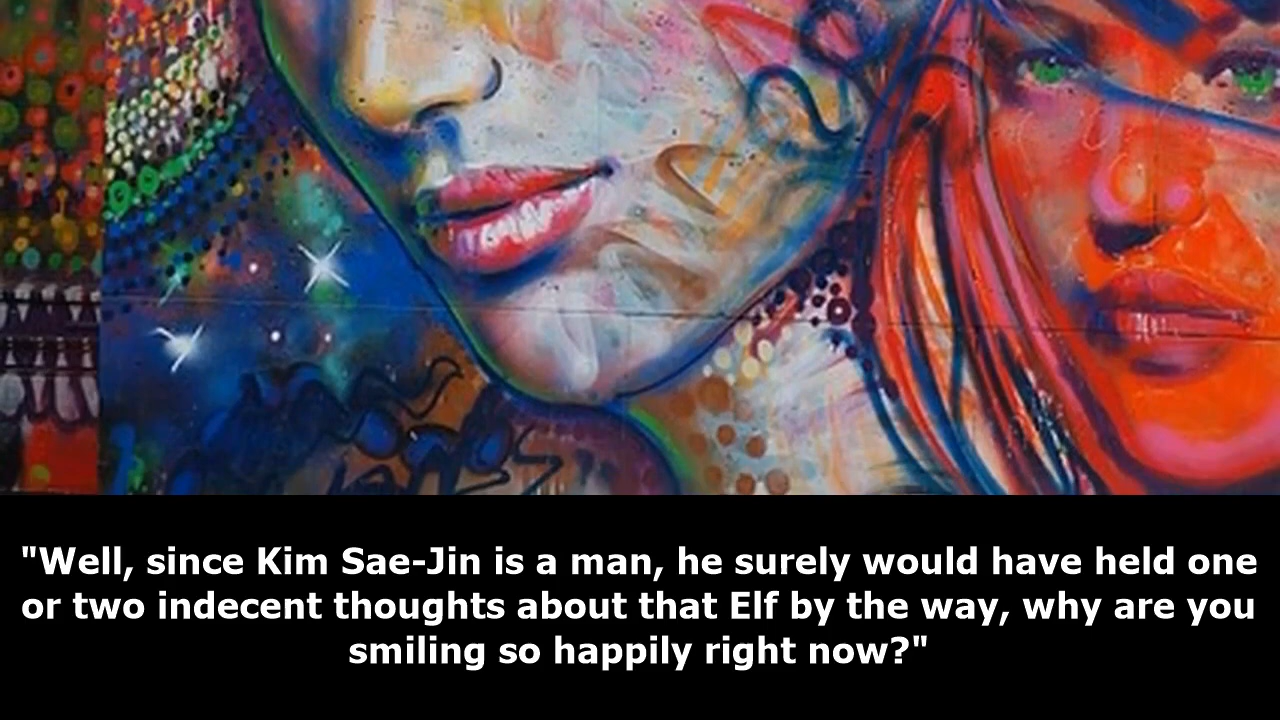 "Well, since Kim Sae-Jin is a man, he surely would have held one
or two indecent thoughts about that Elf by the way, why are you
smiling so happily right now?"